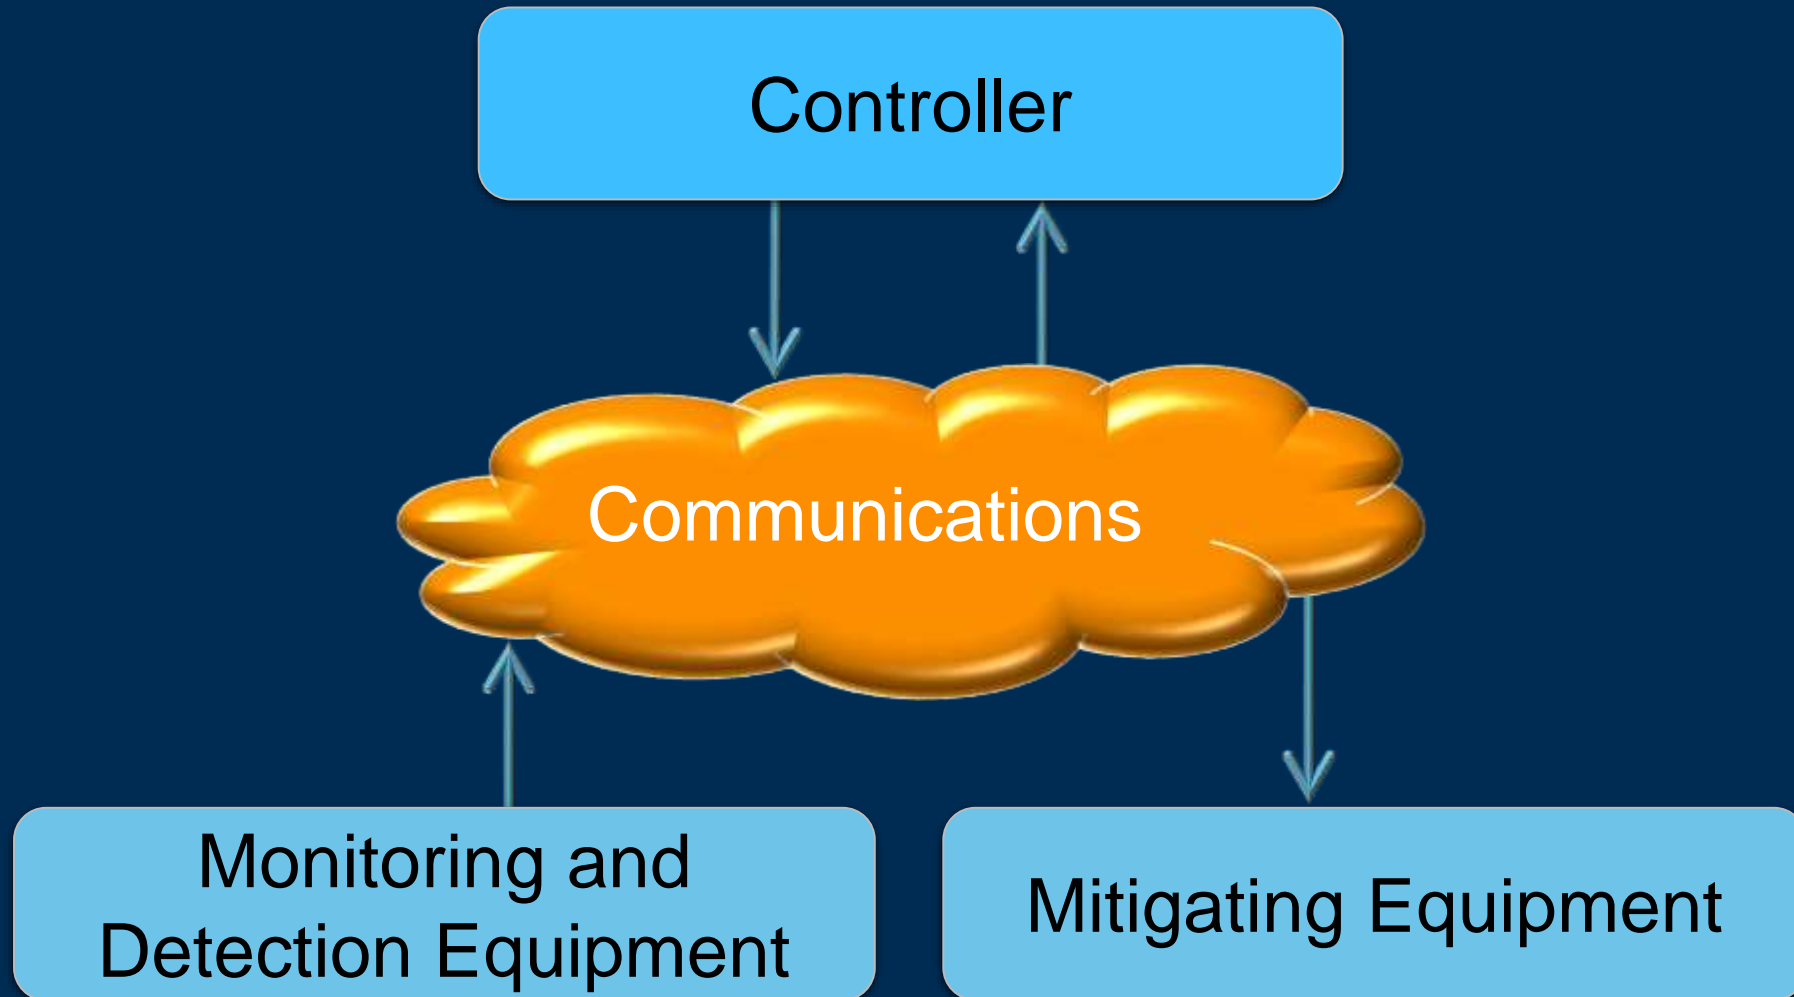 Controller
Communications
Monitoring and
Detection Equipment
Mitigating Equipment